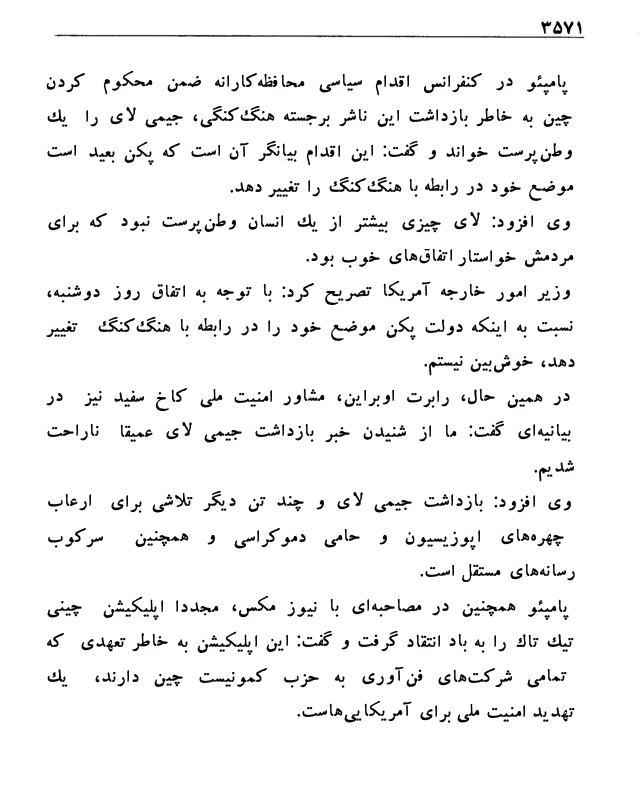 ۳۵۷۱
پامپئو در کنفرانس اقدام سیاسی محافظه‌کارانه ضمن محکوم کردن
چین به خاطر بازداشت این ناشر برجسته هنگ‌کنگی، جیمی لای را یك
وطن‌پرست خواند و گفت: این اقدام بیانگر آن است که پکن بعید است
موضع خود در رابطه با هنگ‌کنگ را تغییر دهد.
وی افزود: لای چیزی بیشتر از یك انسان وطن‌پرست نبود که برای
مردمش خواستار اتفاق‌های خوب بود.
وزیر امور خارجه آمریکا تصریح کرد: با توجه به اتفاق روز دوشنبه،
نسبت به اینکه دولت پکن موضع خود را در رابطه با هنگ‌کنگ تغییر
دهد، خوش‌بین نیستم.
در همین حال، رابرت اوبراین، مشاور امنیت ملی کاخ سفید نیز در
بیانیه‌ای گفت: ما از شنیدن خبر بازداشت جیمی لای عمیقا ناراحت
شدیم.
وی افزود: بازداشت جیمی لای و چند تن دیگر تلاشی برای ارعاب
چهره‌های اپوزیسیون و حامی دموکراسی و همچنین سرکوب
رسانه‌های مستقل است.
پامپئو همچنین در مصاحبه‌ای با نیوز مکس، مجددا اپلیکیشن چینی
تیك تاك را به باد انتقاد گرفت و گفت: این اپلیکیشن به خاطر تعهدی که
تمامی شرکت‌های فن‌آوری به حزب کمونیست چین دارند، یك
تهدید امنیت ملی برای آمریکایی‌هاست.